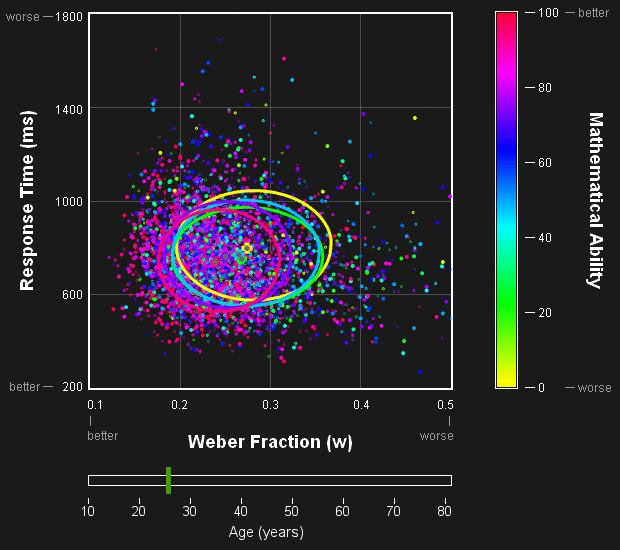 worse
1800
1400
1000
600
200
better
Response Time (ms)
0.1
0.2
0.3
0.4
0.5
better
worse
Weber Fraction (w)
100
80
60
40
20
0
better
worse
Mathematical Ability
10
20
30
40
50
60
70
80
Age (years)